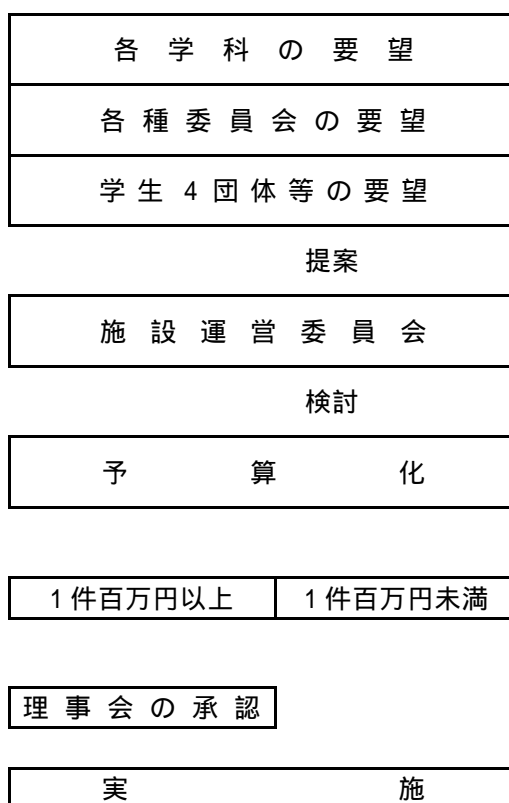 各学科の要望
各種委員会の要望
学生4団体等の要望
提案
施設運営委員会
検討
予算化
1件百万円以上 1件百万円未満
理事会の承認
実施